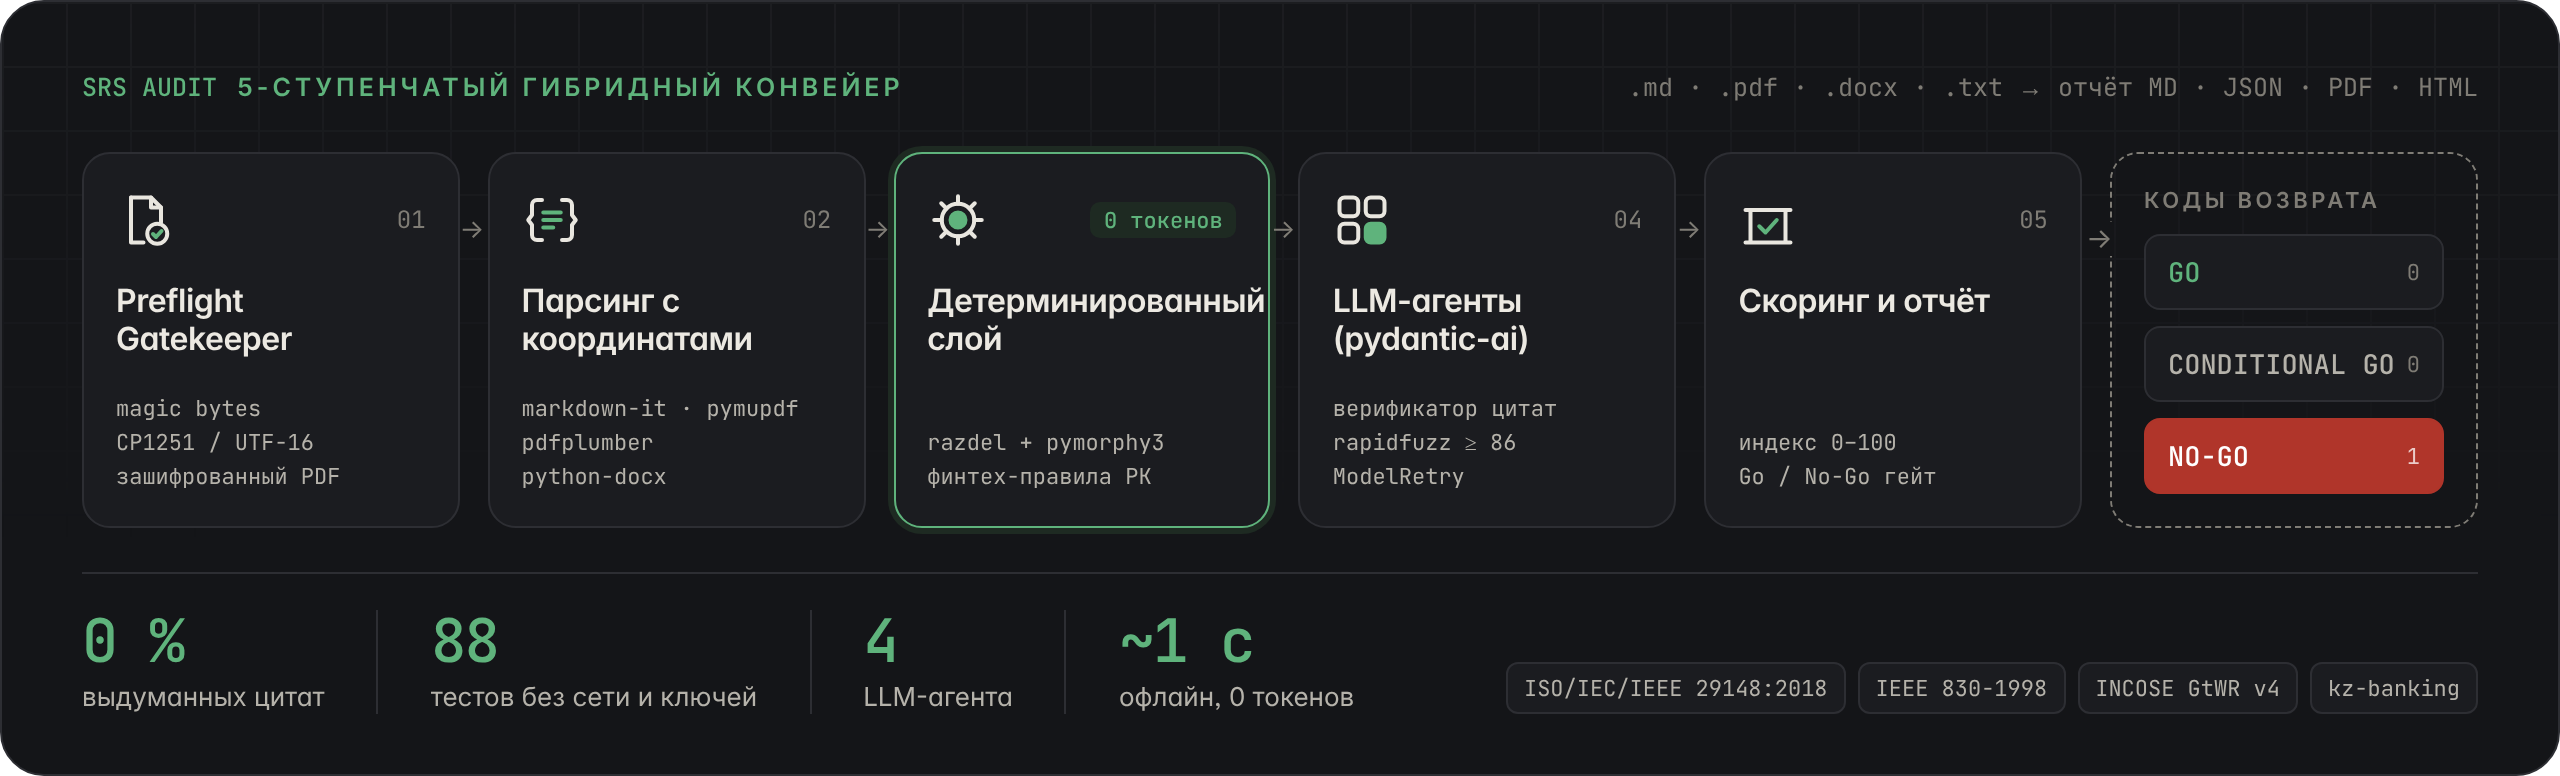 SRS AUDIT 5-СТУПЕНЧАТЫЙ ГИБРИДНЫЙ КОНВЕЙЕР
.md · .pdf · .docx · .txt → отчёт MD · JSON · PDF · HTML
01
Preflight
Gatekeeper
magic bytes
CP1251 / UTF-16
зашифрованный PDF
→
02
Парсинг с
координатами
markdown-it · pymupdf
pdfplumber
python-docx
→
0 токенов
Детерминированный
слой
razdel + pymorphy3
финтех-правила РК
→
04
LLM-агенты
(pydantic-ai)
верификатор цитат
rapidfuzz ≥ 86
ModelRetry
→
05
Скоринг и отчёт
индекс 0–100
Go / No-Go гейт
→
КОДЫ ВОЗВРАТА
GO 0
CONDITIONAL GO 0
NO-GO 1
0 %
выдуманных цитат
88
тестов без сети и ключей
4
LLM-агента
~1 с
офлайн, 0 токенов
ISO/IEC/IEEE 29148:2018
IEEE 830-1998
INCOSE GtWR v4
kz-banking